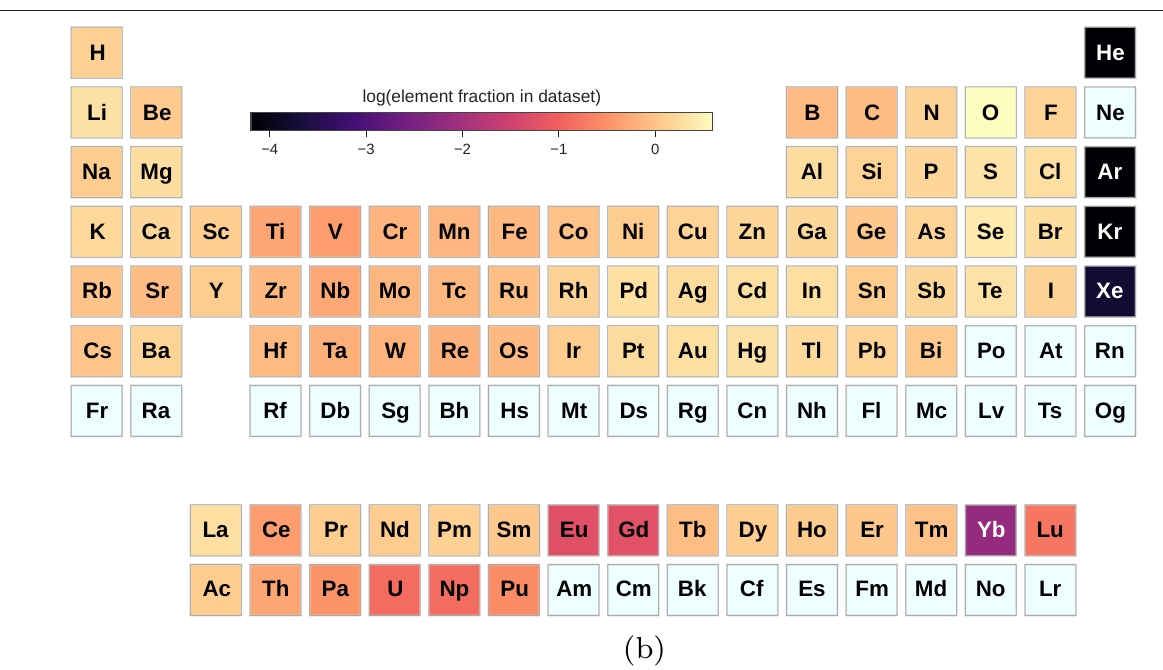 H He
log(element fraction in dataset)
Li Be B C N O F Ne
−4 −3 −2 −1 0
Na Mg Al Si P S Cl Ar
K Ca Sc Ti V Cr Mn Fe Co Ni Cu Zn Ga Ge As Se Br Kr
Rb Sr Y Zr Nb Mo Tc Ru Rh Pd Ag Cd In Sn Sb Te I Xe
Cs Ba Hf Ta W Re Os Ir Pt Au Hg Tl Pb Bi Po At Rn
Fr Ra Rf Db Sg Bh Hs Mt Ds Rg Cn Nh Fl Mc Lv Ts Og
La Ce Pr Nd Pm Sm Eu Gd Tb Dy Ho Er Tm Yb Lu
Ac Th Pa U Np Pu Am Cm Bk Cf Es Fm Md No Lr
(b)